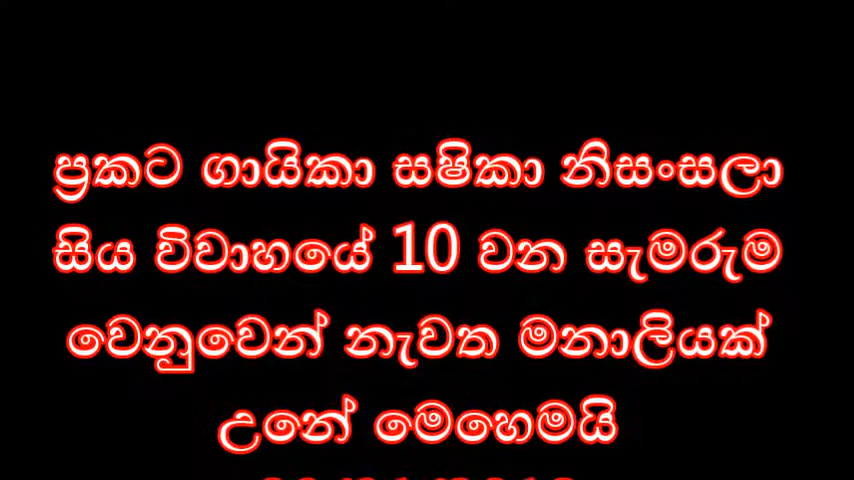 ප්‍රකට ගායිකා සෂිකා නිසංසලා
සිය විවාහයේ 10 වන සැමරුම
වෙනුවෙන් නැවත මනාලියක්
උනේ මෙහෙමයි